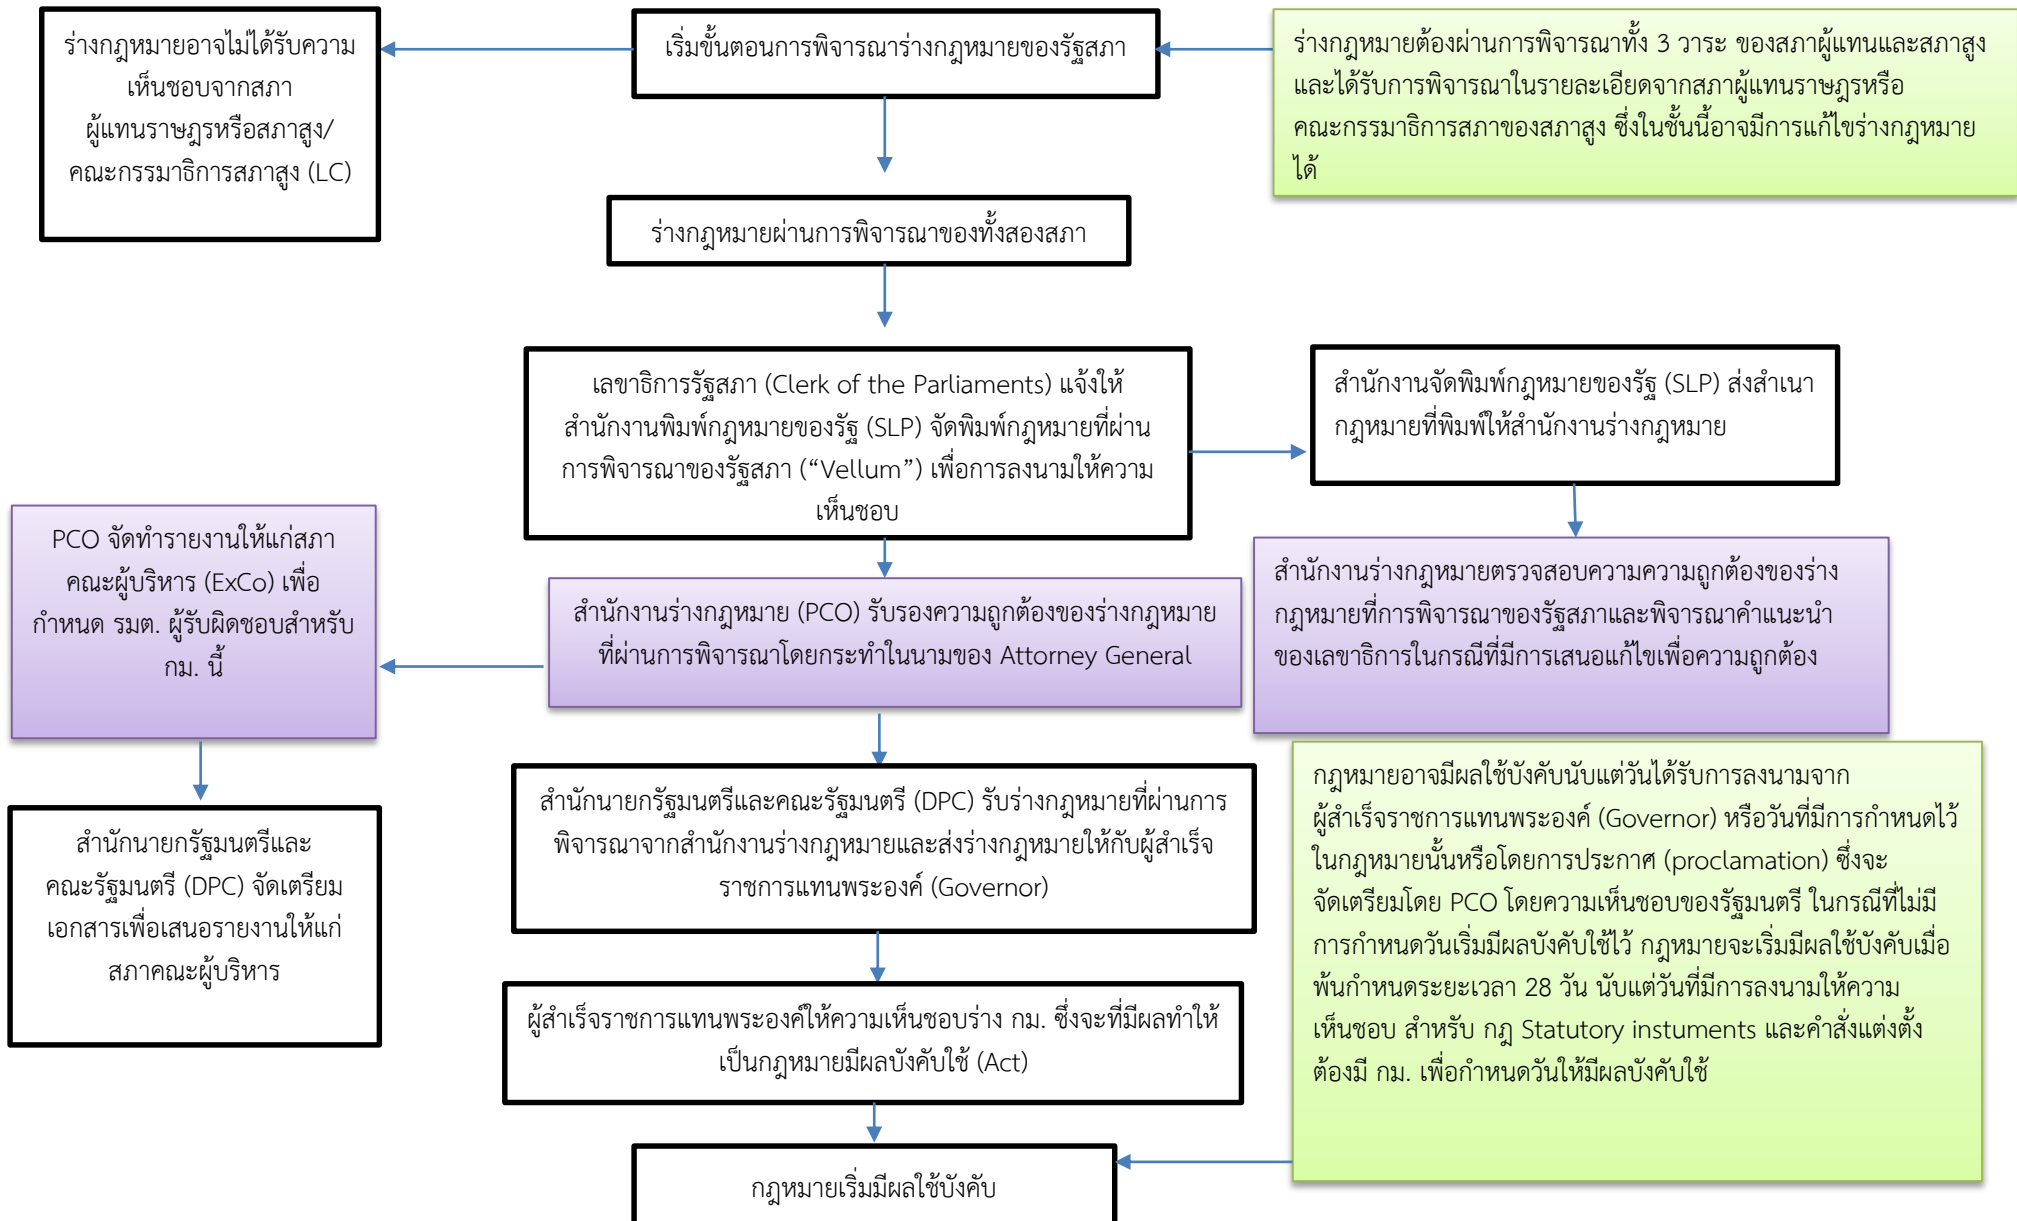 ร่างกฎหมายอาจไม่ได้รับความ
เห็นชอบจากสภา
ผู้แทนราษฎรหรือสภาสูง/
คณะกรรมาธิการสภาสูง (LC)
เริ่มขั้นตอนการพิจารณาร่างกฎหมายของรัฐสภา
ร่างกฎหมายต้องผ่านการพิจารณาทั้ง 3 วาระ ของสภาผู้แทนและสภาสูง
และได้รับการพิจารณาในรายละเอียดจากสภาผู้แทนราษฎรหรือ
คณะกรรมาธิการสภาของสภาสูง ซึ่งในชั้นนี้อาจมีการแก้ไขร่างกฎหมาย
ได้
ร่างกฎหมายผ่านการพิจารณาของทั้งสองสภา
เลขาธิการรัฐสภา (Clerk of the Parliaments) แจ้งให้
สำนักงานพิมพ์กฎหมายของรัฐ (SLP) จัดพิมพ์กฎหมายที่ผ่าน
การพิจารณาของรัฐสภา (“Vellum”) เพื่อการลงนามให้ความ
เห็นชอบ
สำนักงานจัดพิมพ์กฎหมายของรัฐ (SLP) ส่งสำเนา
กฎหมายที่พิมพ์ให้สำนักงานร่างกฎหมาย
PCO จัดทำรายงานให้แก่สภา
คณะผู้บริหาร (ExCo) เพื่อ
กำหนด รมต. ผู้รับผิดชอบสำหรับ
กม. นี้
สำนักงานร่างกฎหมาย (PCO) รับรองความถูกต้องของร่างกฎหมาย
ที่ผ่านการพิจารณาโดยกระทำในนามของ Attorney General
สำนักงานร่างกฎหมายตรวจสอบความความถูกต้องของร่าง
กฎหมายที่การพิจารณาของรัฐสภาและพิจารณาคำแนะนำ
ของเลขาธิการในกรณีที่มีการเสนอแก้ไขเพื่อความถูกต้อง
สำนักนายกรัฐมนตรีและ
คณะรัฐมนตรี (DPC) จัดเตรียม
เอกสารเพื่อเสนอรายงานให้แก่
สภาคณะผู้บริหาร
สำนักนายกรัฐมนตรีและคณะรัฐมนตรี (DPC) รับร่างกฎหมายที่ผ่านการ
พิจารณาจากสำนักงานร่างกฎหมายและส่งร่างกฎหมายให้กับผู้สำเร็จ
ราชการแทนพระองค์ (Governor)
กฎหมายอาจมีผลใช้บังคับนับแต่วันได้รับการลงนามจาก
ผู้สำเร็จราชการแทนพระองค์ (Governor) หรือวันที่มีการกำหนดไว้
ในกฎหมายนั้นหรือโดยการประกาศ (proclamation) ซึ่งจะ
จัดเตรียมโดย PCO โดยความเห็นชอบของรัฐมนตรี ในกรณีที่ไม่มี
การกำหนดวันเริ่มมีผลบังคับใช้ไว้ กฎหมายจะเริ่มมีผลใช้บังคับเมื่อ
พ้นกำหนดระยะเวลา 28 วัน นับแต่วันที่มีการลงนามให้ความ
เห็นชอบ สำหรับ กฎ Statutory instuments และคำสั่งแต่งตั้ง
ต้องมี กม. เพื่อกำหนดวันให้มีผลบังคับใช้
ผู้สำเร็จราชการแทนพระองค์ให้ความเห็นชอบร่าง กม. ซึ่งจะที่มีผลทำให้
เป็นกฎหมายมีผลบังคับใช้ (Act)
กฎหมายเริ่มมีผลใช้บังคับ